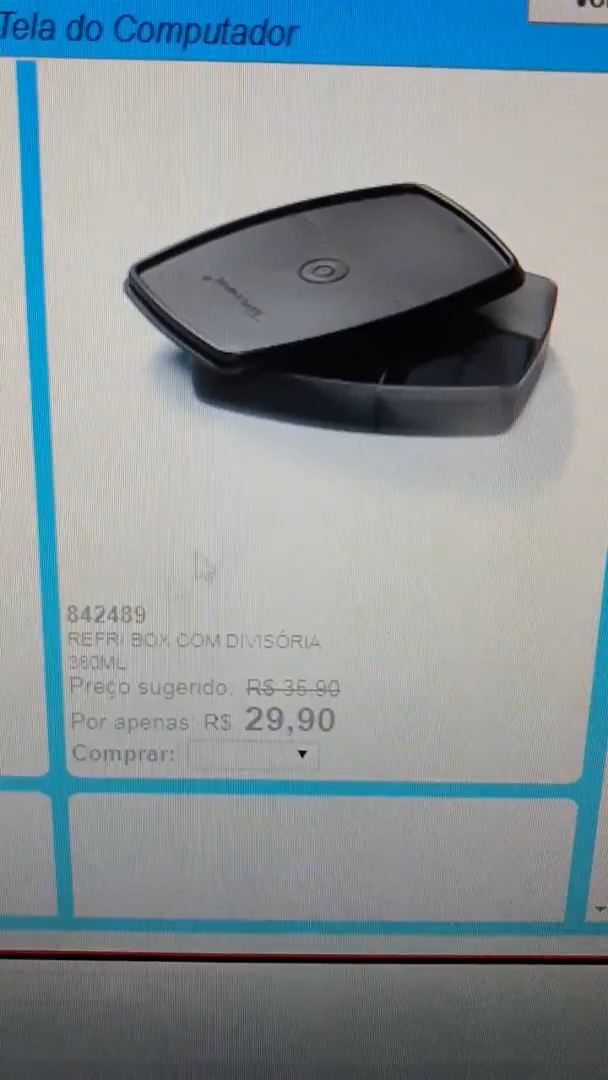 Tela do Computador
842489
REFRI BOX COM DIVISÓRIA
380ML
Preço sugerido: R$ 35,90
Por apenas: R$ 29,90
Comprar: